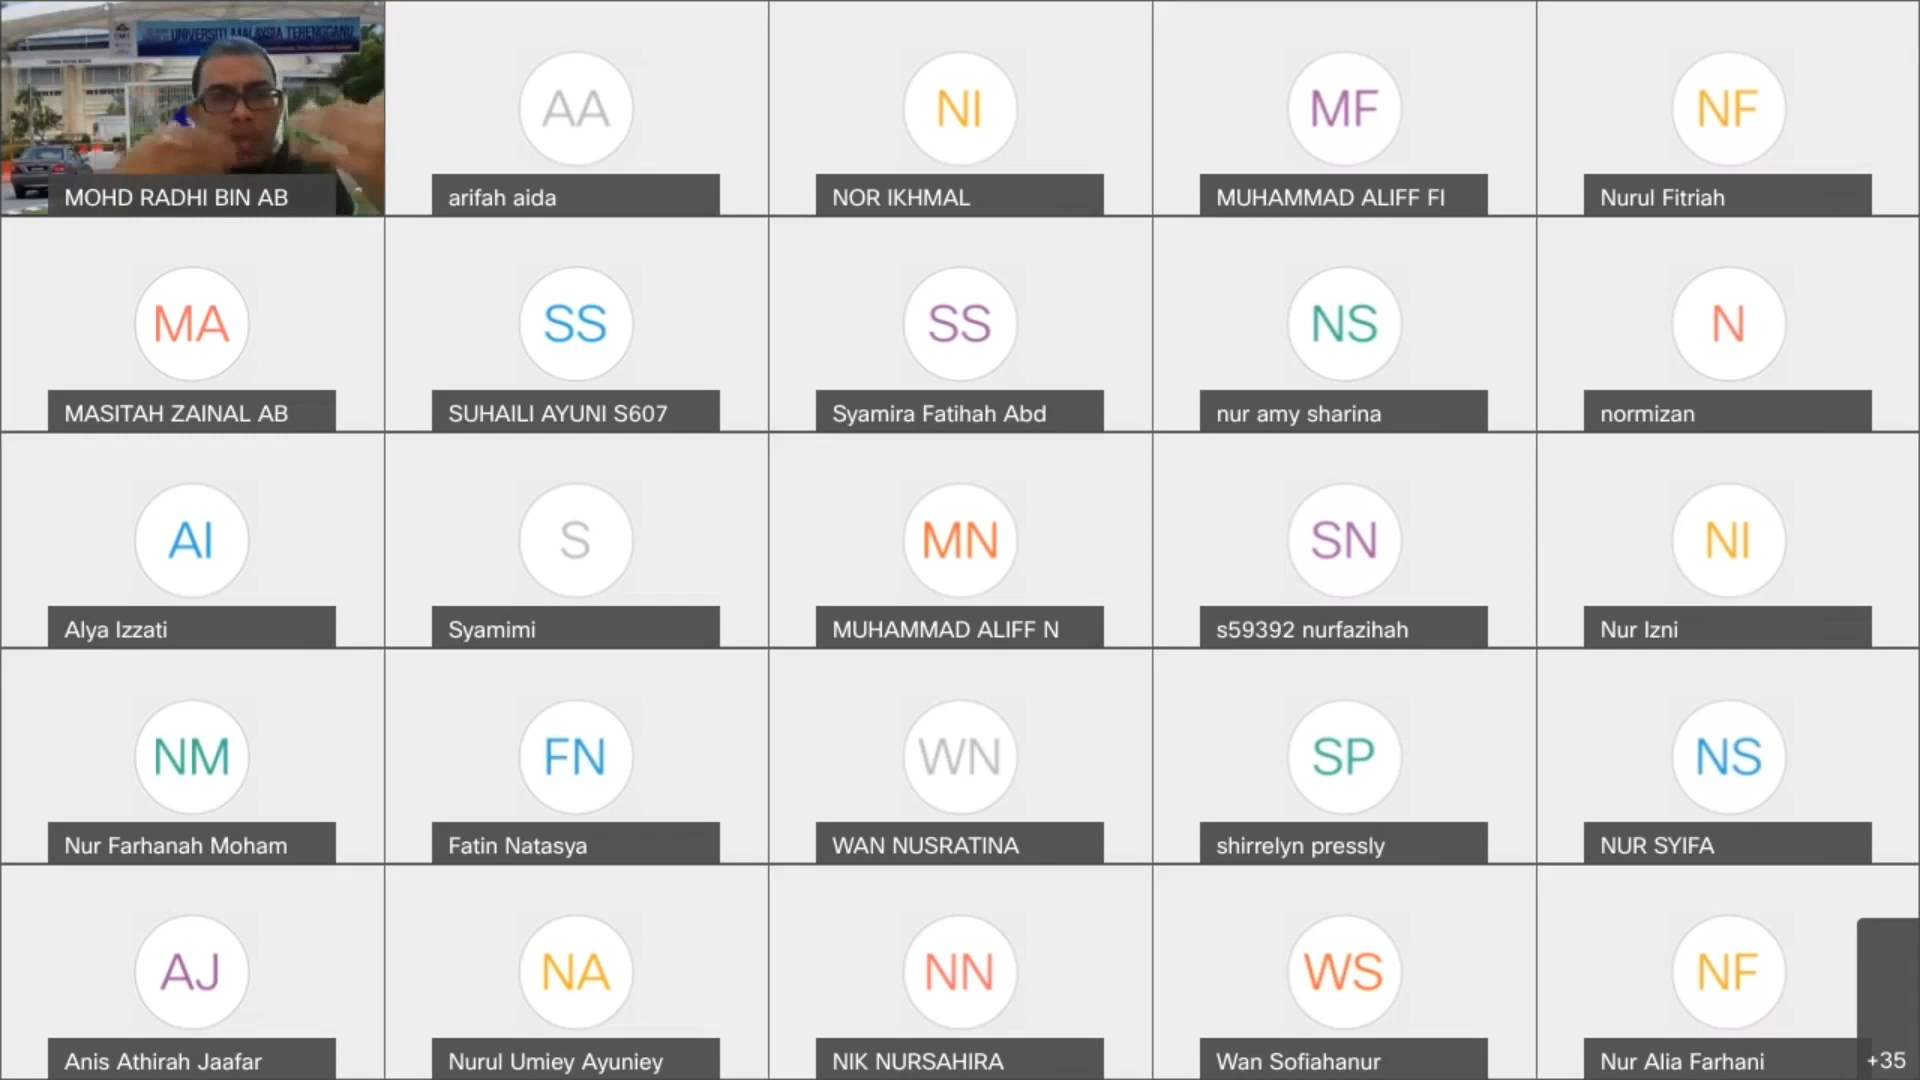 UNIVERSITI MALAYSIA TERENGGANU
MOHD RADHI BIN AB
AA
arifah aida
NI
NOR IKHMAL
MF
MUHAMMAD ALIFF FI
NF
Nurul Fitriah
MA
MASITAH ZAINAL AB
SS
SUHAILI AYUNI S607
SS
Syamira Fatihah Abd
NS
nur amy sharina
N
normizan
AI
Alya Izzati
S
Syamimi
MN
MUHAMMAD ALIFF N
SN
s59392 nurfazihah
NI
Nur Izni
NM
Nur Farhanah Moham
FN
Fatin Natasya
WN
WAN NUSRATINA
SP
shirrelyn pressly
NS
NUR SYIFA
AJ
Anis Athirah Jaafar
NA
Nurul Umiey Ayuniey
NN
NIK NURSAHIRA
WS
Wan Sofiahanur
NF
Nur Alia Farhani
+35